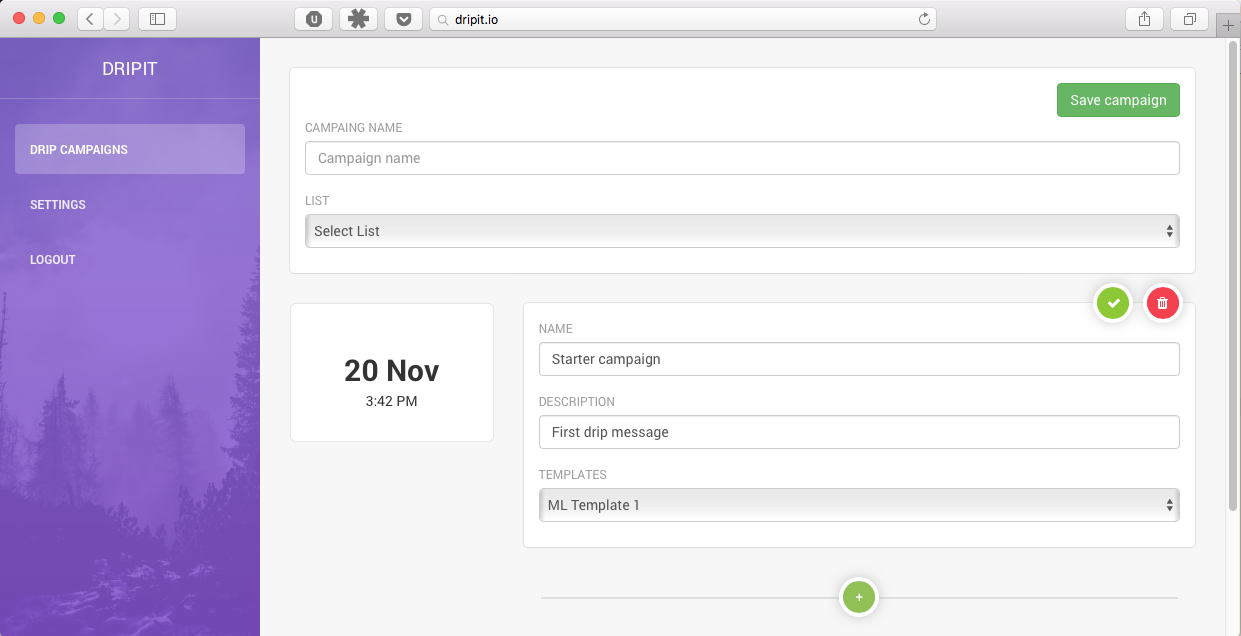 dripit.io
DRIPIT
DRIP CAMPAIGNS
SETTINGS
LOGOUT
Save campaign
CAMPAING NAME
Campaign name
LIST
Select List
20 Nov
3:42 PM
NAME
Starter campaign
DESCRIPTION
First drip message
TEMPLATES
ML Template 1